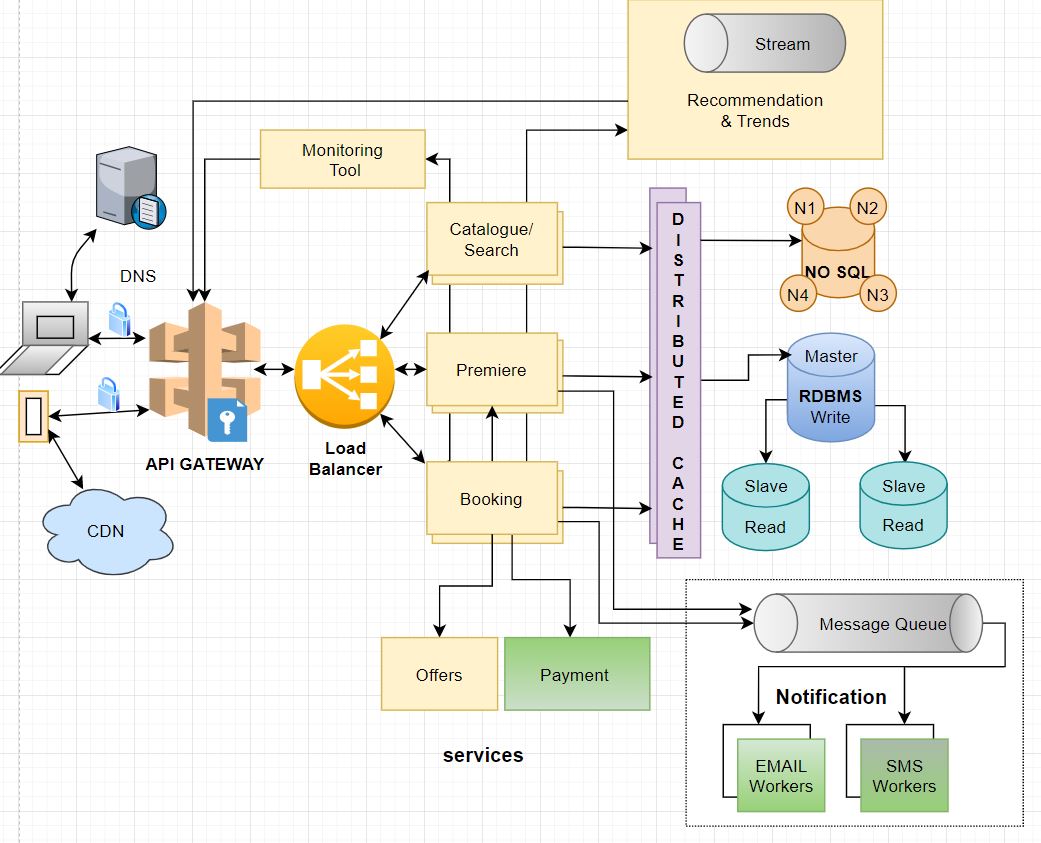 Stream
Recommendation
& Trends
Monitoring
Tool
Catalogue/
Search
DNS
N1
N2
NO SQL
N4
N3
DISTRIBUTED CACHE
Premiere
Master
RDBMS
Write
Load
Balancer
API GATEWAY
Booking
Slave
Read
Slave
Read
CDN
Message Queue
Offers
Payment
Notification
services
EMAIL
Workers
SMS
Workers